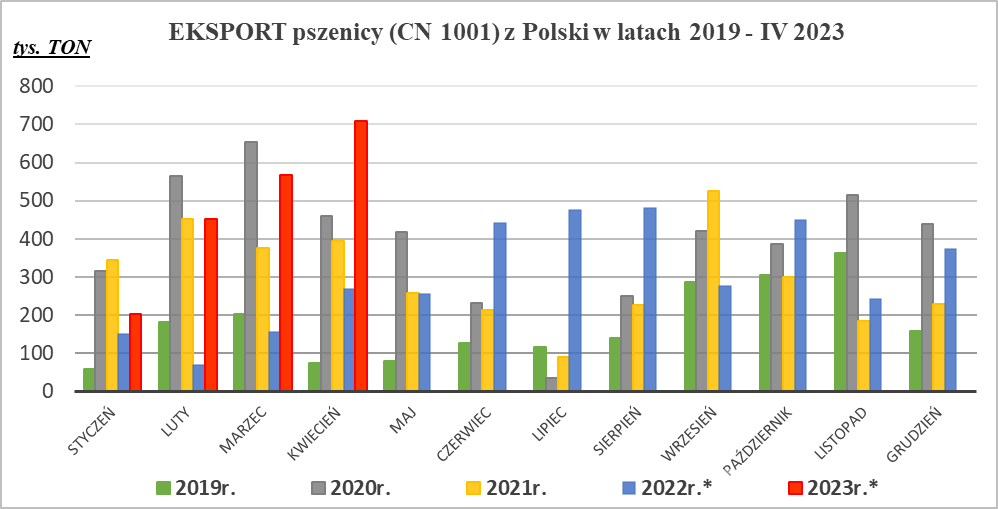 EKSPORT pszenicy (CN 1001) z Polski w latach 2019 - IV 2023
tys. TON
800
700
600
500
400
300
200
100
0
STYCZEŃ
LUTY
MARZEC
KWIECIEŃ
MAJ
CZERWIEC
LIPIEC
SIERPIEŃ
WRZESIEŃ
PAŹDZIERNIK
LISTOPAD
GRUDZIEŃ
2019r. 2020r. 2021r. 2022r.* 2023r.*